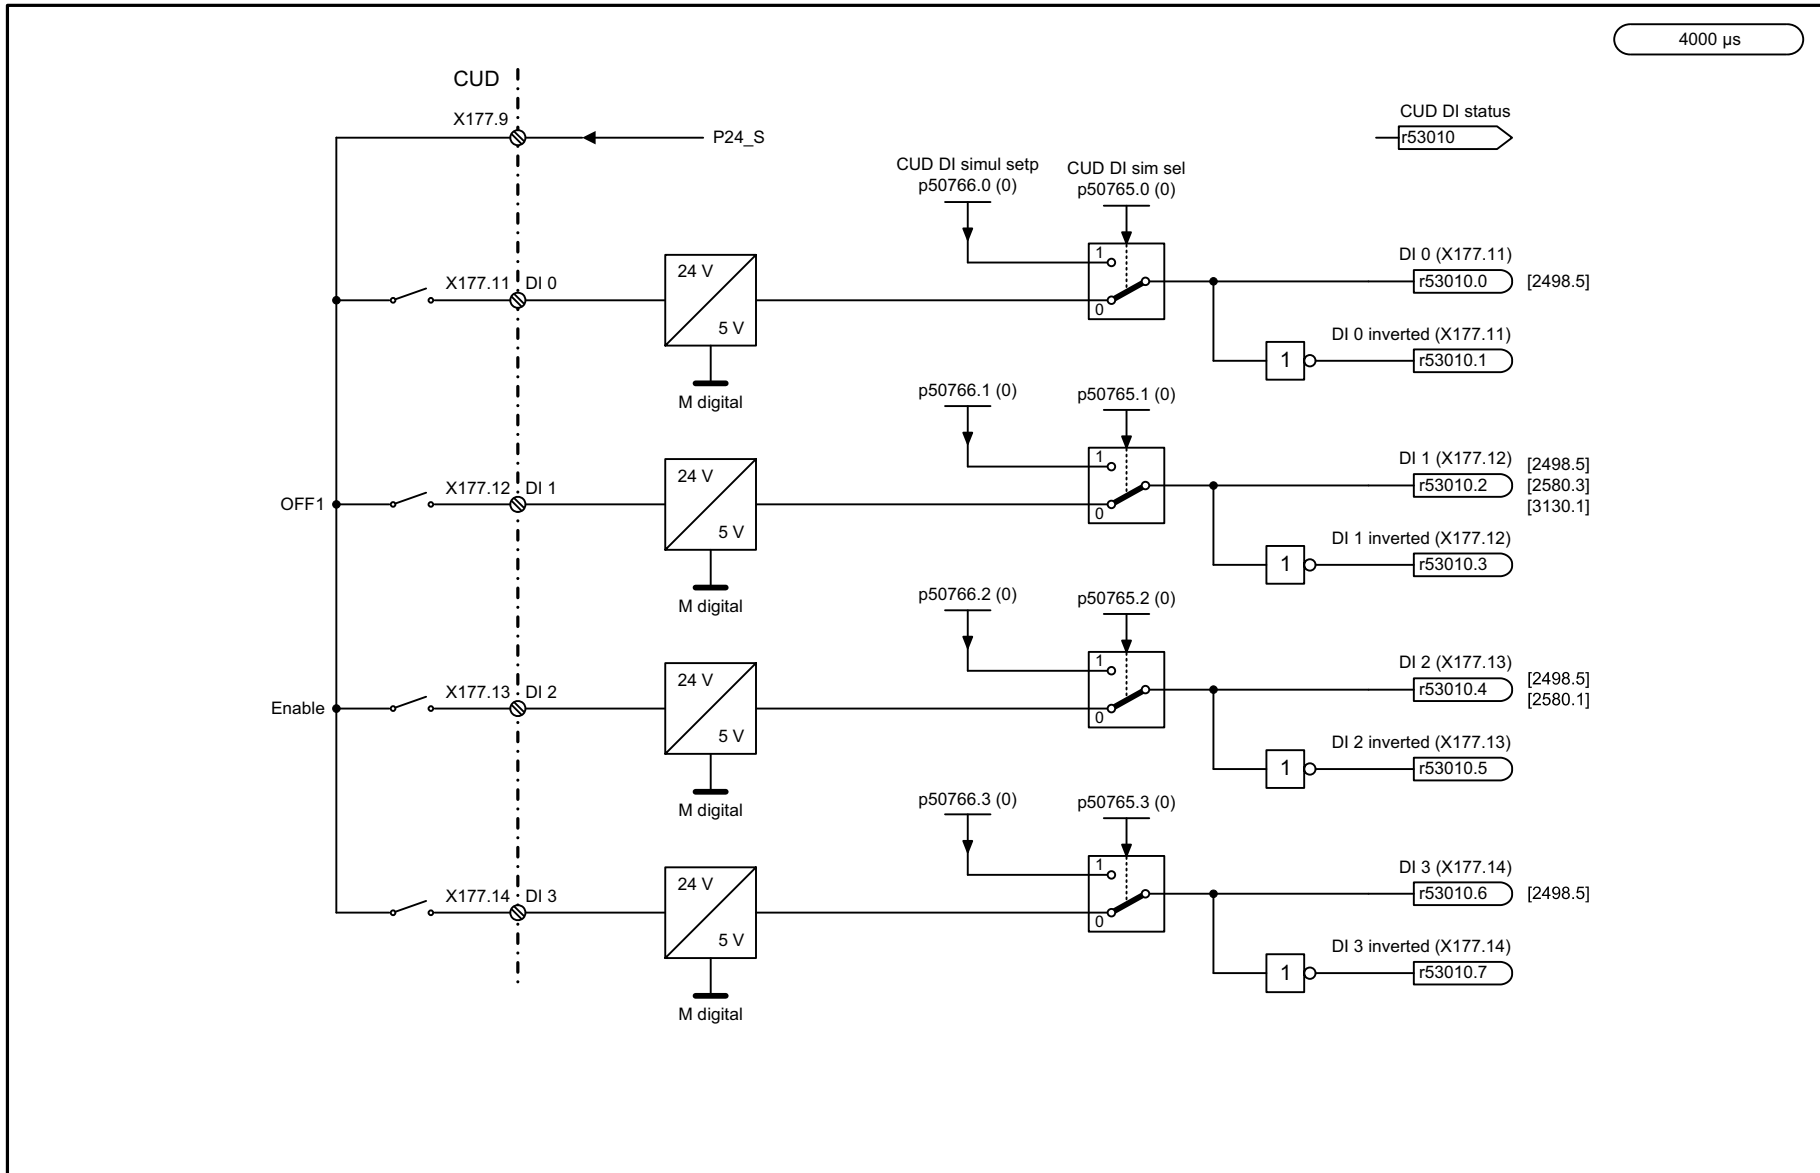 4000 µs
CUD
X177.9
P24_S
CUD DI status
r53010
CUD DI simul setp
p50766.0 (0)
CUD DI sim sel
p50765.0 (0)
X177.11
DI 0
24 V
5 V
M digital
1
0
DI 0 (X177.11)
r53010.0
[2498.5]
DI 0 inverted (X177.11)
1
r53010.1
p50766.1 (0)
p50765.1 (0)
OFF1
X177.12
DI 1
24 V
5 V
M digital
1
0
DI 1 (X177.12)
r53010.2
[2498.5]
[2580.3]
[3130.1]
DI 1 inverted (X177.12)
1
r53010.3
p50766.2 (0)
p50765.2 (0)
Enable
X177.13
DI 2
24 V
5 V
M digital
1
0
DI 2 (X177.13)
r53010.4
[2498.5]
[2580.1]
DI 2 inverted (X177.13)
1
r53010.5
p50766.3 (0)
p50765.3 (0)
X177.14
DI 3
24 V
5 V
M digital
1
0
DI 3 (X177.14)
r53010.6
[2498.5]
DI 3 inverted (X177.14)
1
r53010.7